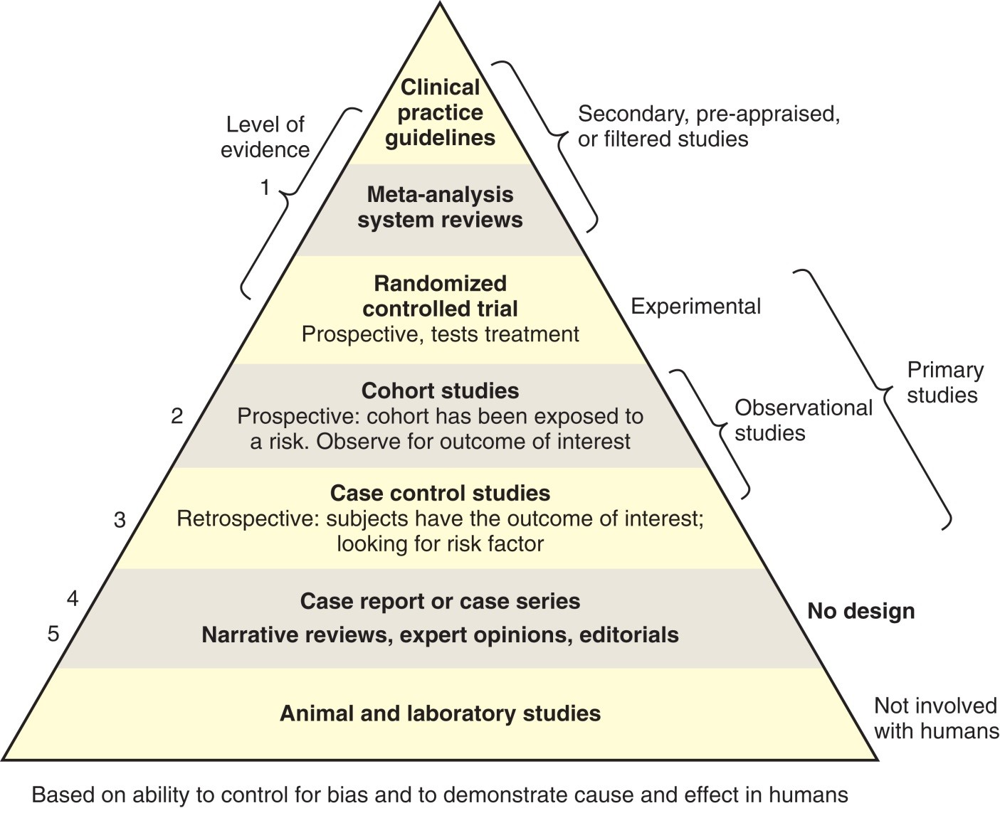 Clinical
practice
guidelines
Level of
evidence
1
Secondary, pre-appraised,
or filtered studies
Meta-analysis
system reviews
Randomized
controlled trial
Prospective, tests treatment
Experimental
Primary
studies
2
Cohort studies
Prospective: cohort has been exposed to
a risk. Observe for outcome of interest
Observational
studies
3
Case control studies
Retrospective: subjects have the outcome of interest;
looking for risk factor
4
Case report or case series
5
Narrative reviews, expert opinions, editorials
No design
Animal and laboratory studies
Not involved
with humans
Based on ability to control for bias and to demonstrate cause and effect in humans